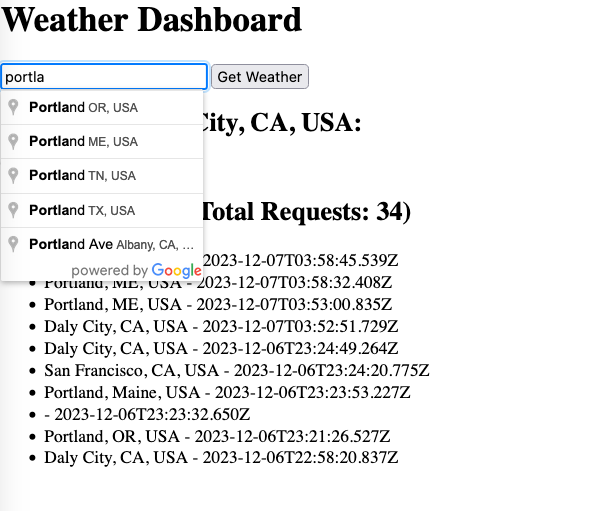 Weather Dashboard
portla
Get Weather
Portland OR, USA
Portland ME, USA
Portland TN, USA
Portland TX, USA
Portland Ave Albany, CA, ...
powered by Google
City, CA, USA:
Total Requests: 34)
2023-12-07T03:58:45.539Z
Portland, ME, USA - 2023-12-07T03:58:32.408Z
Portland, ME, USA - 2023-12-07T03:53:00.835Z
Daly City, CA, USA - 2023-12-07T03:52:51.729Z
Daly City, CA, USA - 2023-12-06T23:24:49.264Z
San Francisco, CA, USA - 2023-12-06T23:24:20.775Z
Portland, Maine, USA - 2023-12-06T23:23:53.227Z
- 2023-12-06T23:23:32.650Z
Portland, OR, USA - 2023-12-06T23:21:26.527Z
Daly City, CA, USA - 2023-12-06T22:58:20.837Z